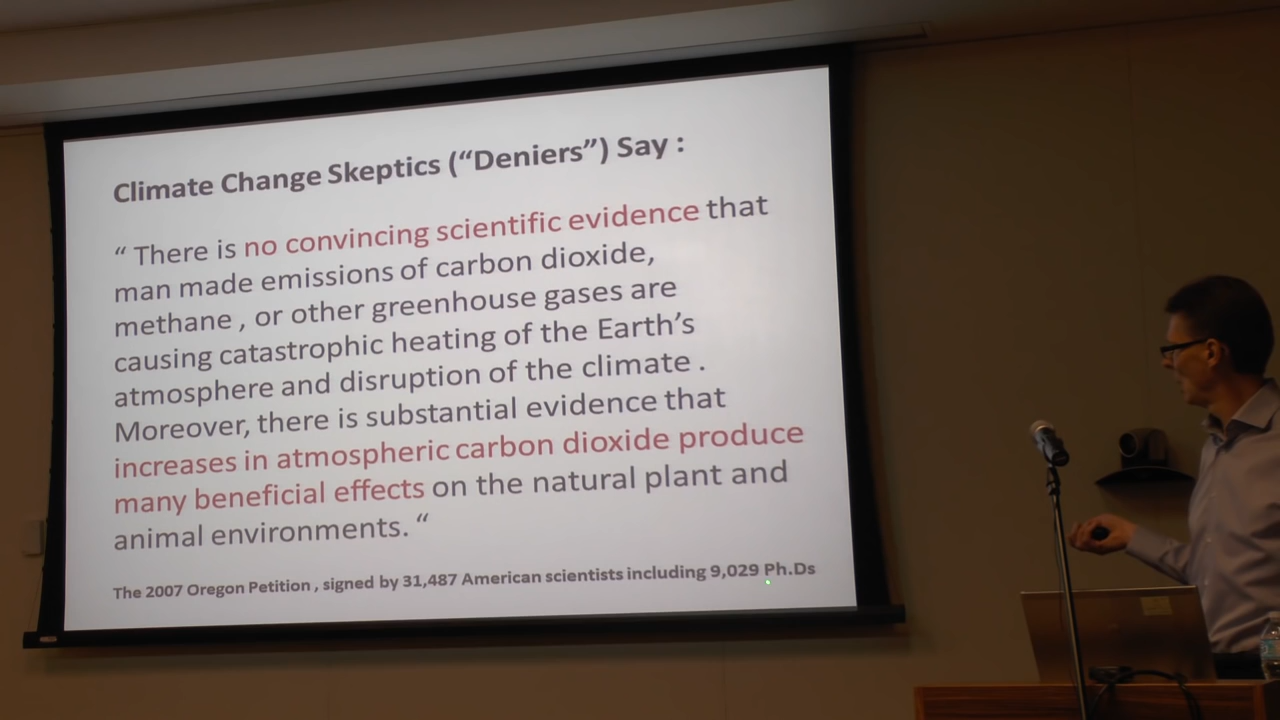 Climate Change Skeptics (“Deniers”) Say :
“ There is no convincing scientific evidence that
man made emissions of carbon dioxide,
methane , or other greenhouse gases are
causing catastrophic heating of the Earth’s
atmosphere and disruption of the climate .
Moreover, there is substantial evidence that
increases in atmospheric carbon dioxide produce
many beneficial effects on the natural plant and
animal environments. “
The 2007 Oregon Petition , signed by 31,487 American scientists including 9,029 Ph.Ds